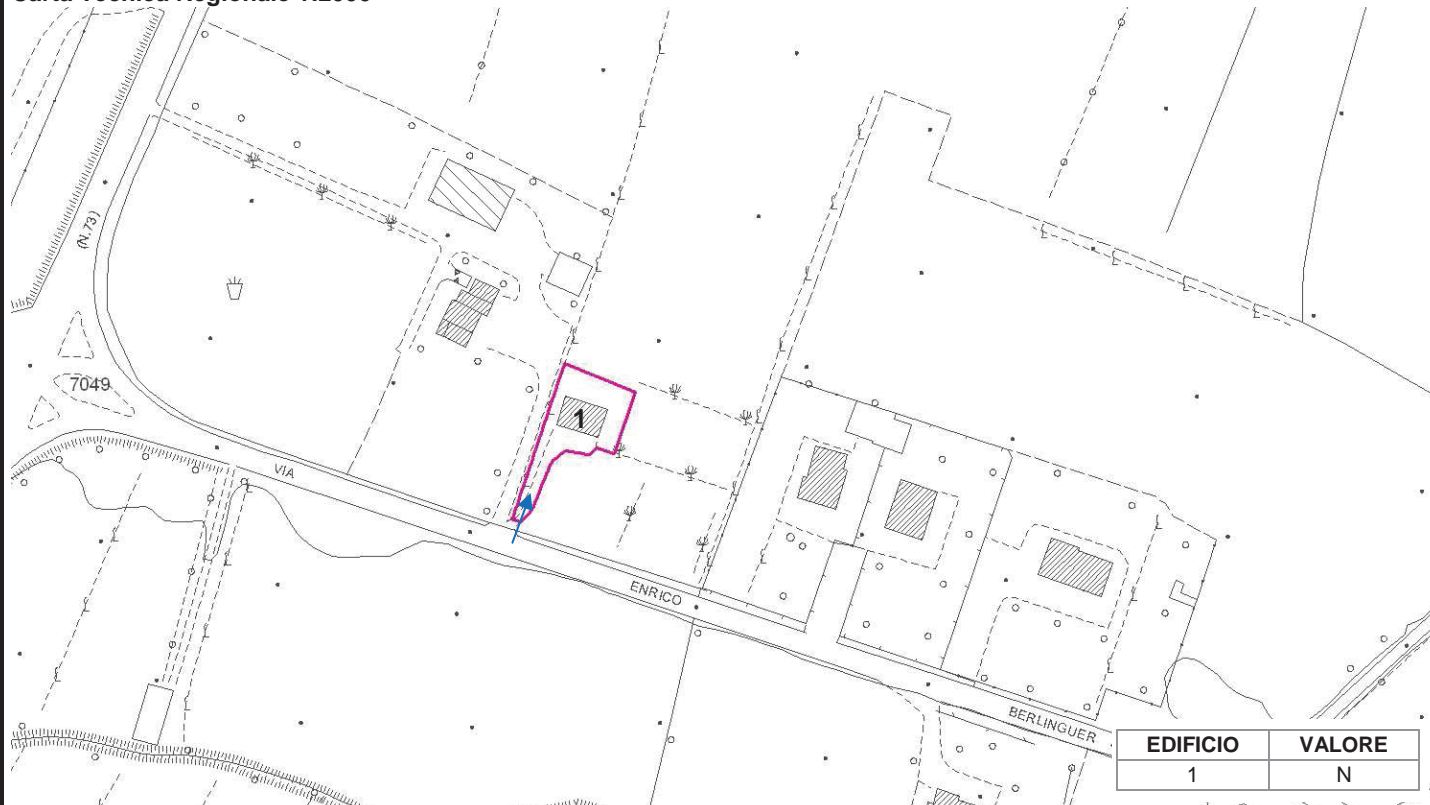 (N.73)
7049
1
VIA
ENRICO
BERLINGUER
EDIFICIO VALORE
1 N